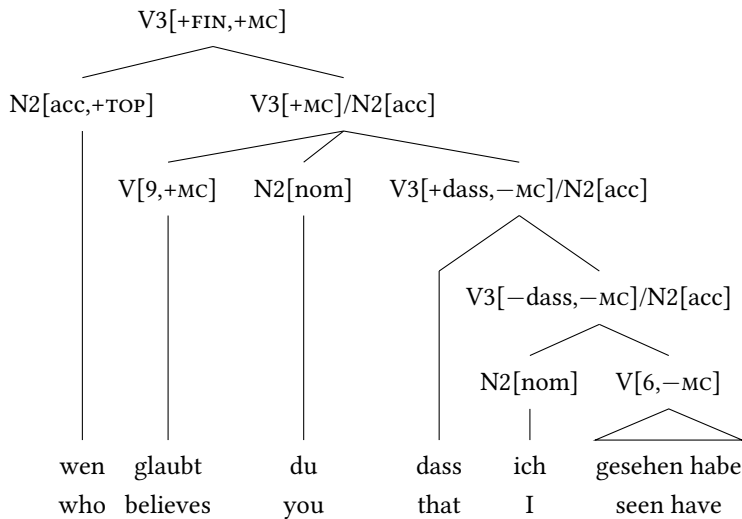 V3[+FIN,+MC]
N2[acc,+TOP] V3[+MC]/N2[acc]
V[9,+MC] N2[nom] V3[+dass,−MC]/N2[acc]
V3[−dass,−MC]/N2[acc]
N2[nom] V[6,−MC]
wen glaubt du dass ich gesehen habe
who believes you that I seen have